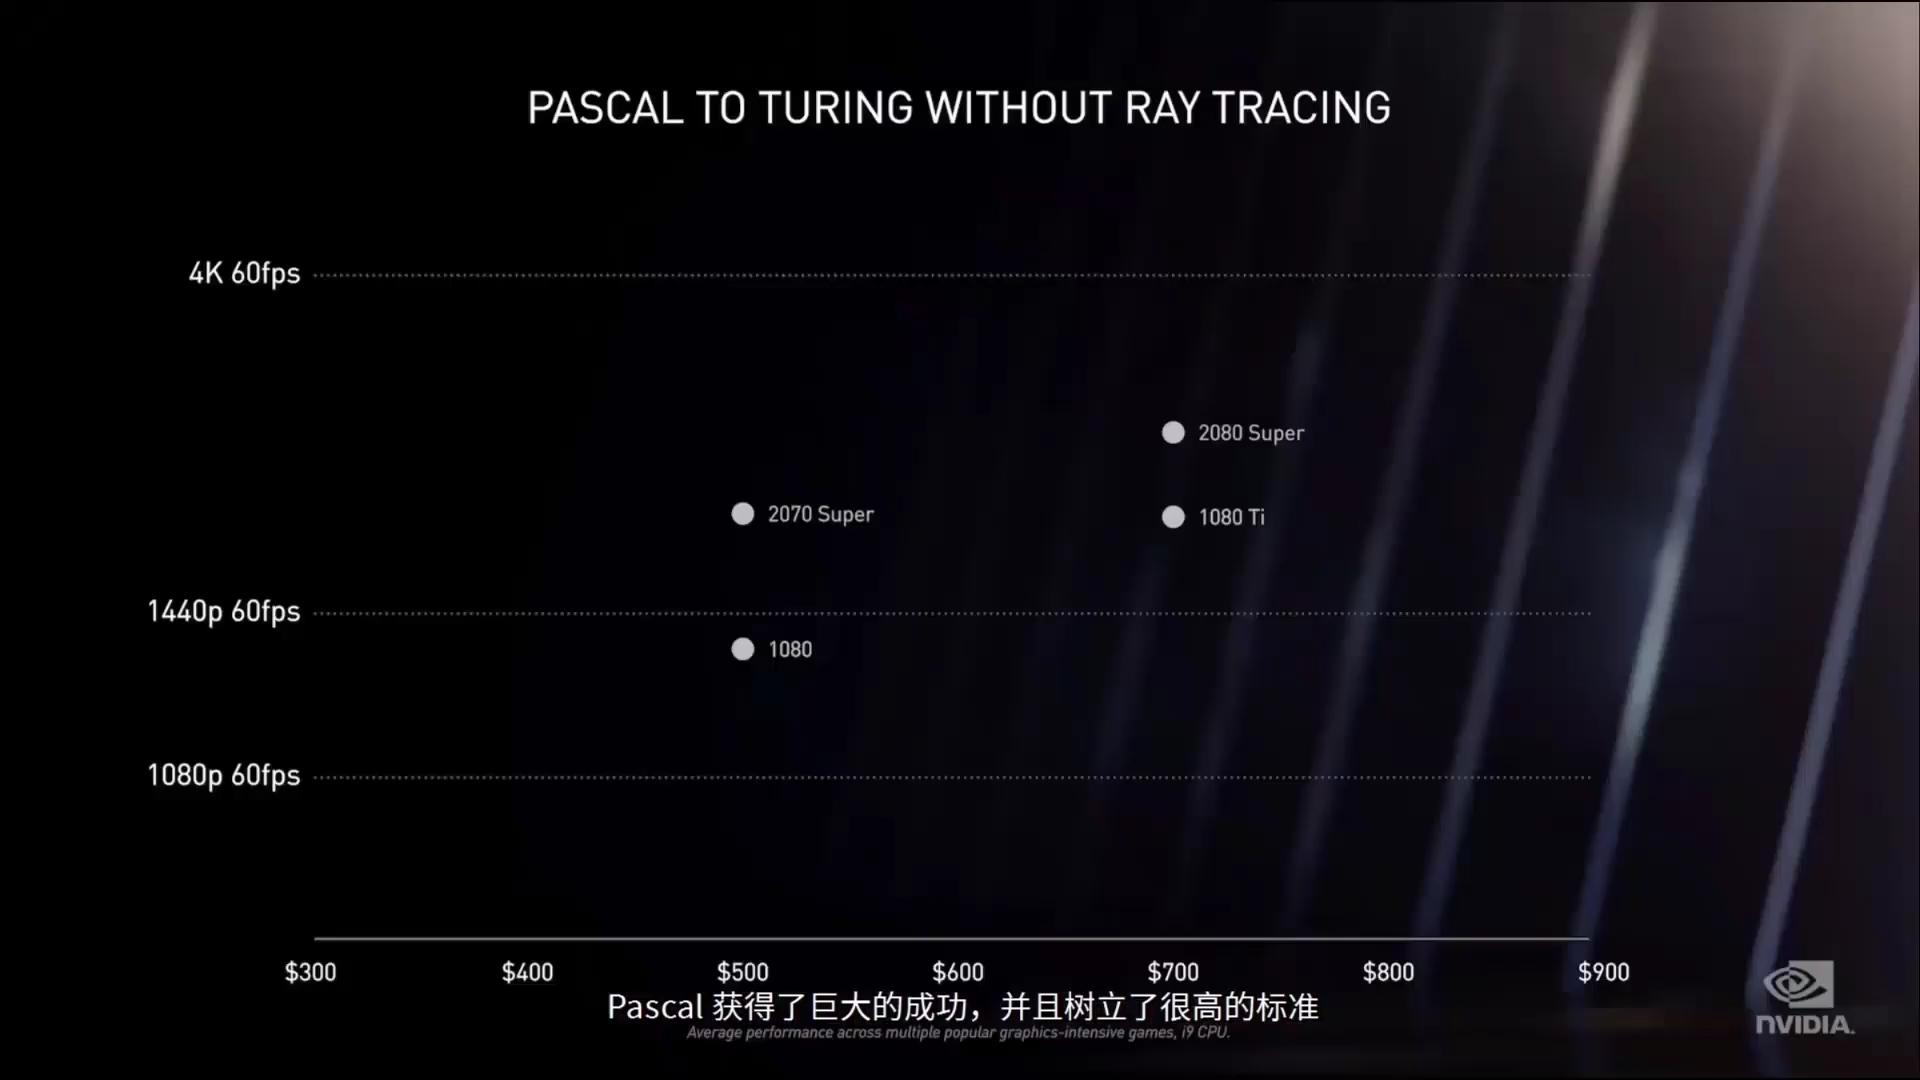 PASCAL TO TURING WITHOUT RAY TRACING
4K 60fps
2080 Super
2070 Super
1080 Ti
1440p 60fps
1080
1080p 60fps
$300 $400 $500 $600 $700 $800 $900
Pascal 获得了巨大的成功，并且树立了很高的标准
Average performance across multiple popular graphics-intensive games, i9 CPU.
NVIDIA.